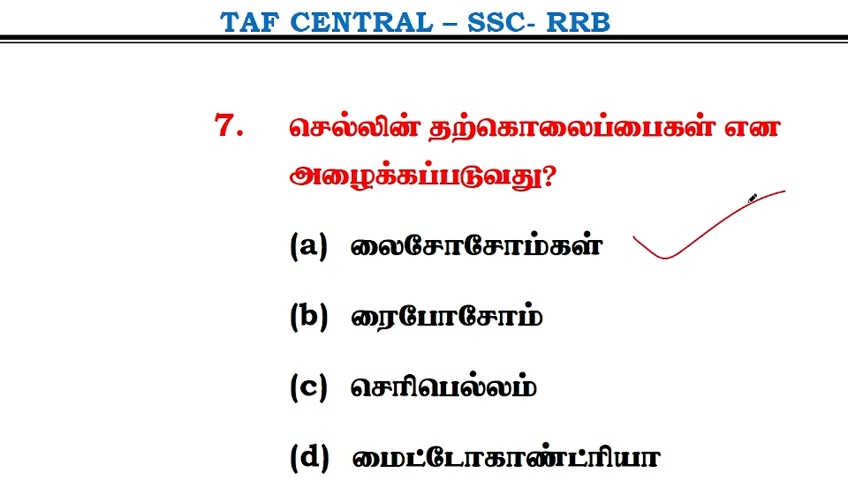 TAF CENTRAL – SSC- RRB
7. செல்லின் தற்கொலைப்பைகள் என
அழைக்கப்படுவது?
(a) லைசோசோம்கள்
(b) ரைபோசோம்
(c) செரிபெல்லம்
(d) மைட்டோகாண்ட்ரியா